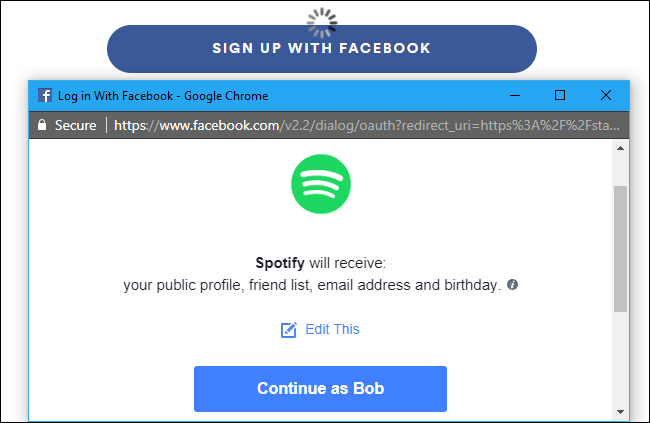 SIGN UP WITH FACEBOOK
Log in With Facebook - Google Chrome
Secure | https://www.facebook.com/v2.2/dialog/oauth?redirect_uri=https%3A%2F%2Fsta...
Spotify will receive:
your public profile, friend list, email address and birthday.
Edit This
Continue as Bob